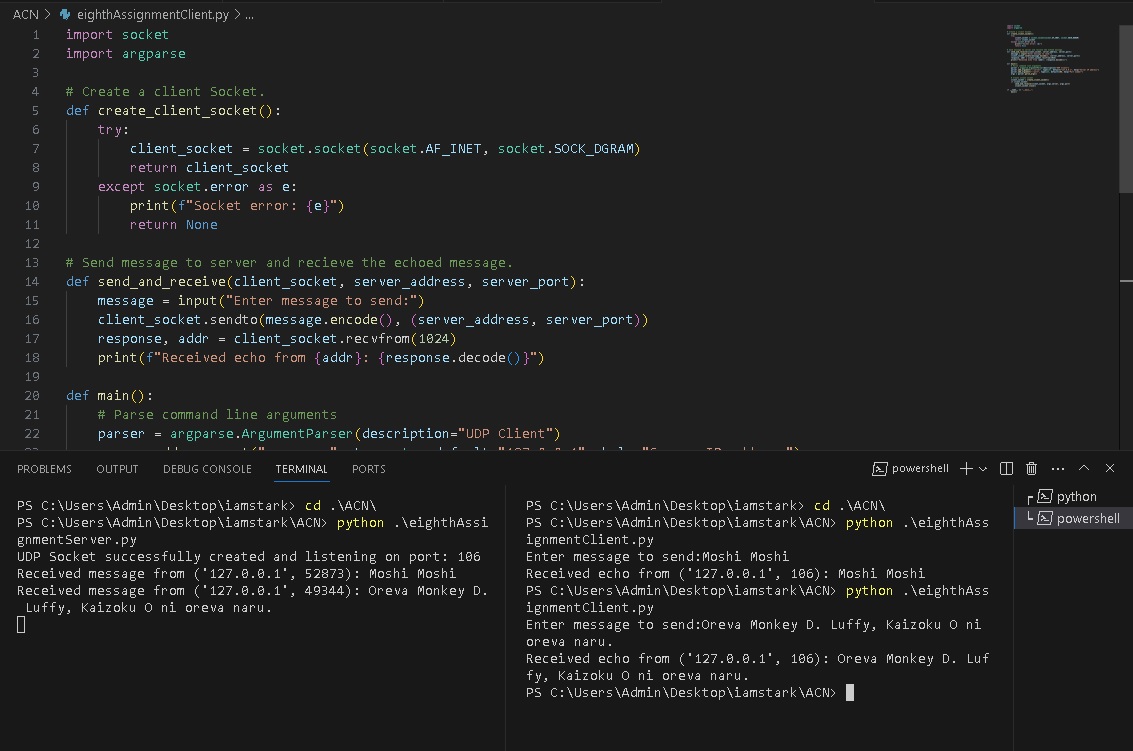 ACN > eighthAssignmentClient.py > ...
1 import socket
2 import argparse
3
4 # Create a client Socket.
5 def create_client_socket():
6 try:
7 client_socket = socket.socket(socket.AF_INET, socket.SOCK_DGRAM)
8 return client_socket
9 except socket.error as e:
10 print(f"Socket error: {e}")
11 return None
12
13 # Send message to server and recieve the echoed message.
14 def send_and_receive(client_socket, server_address, server_port):
15 message = input("Enter message to send:")
16 client_socket.sendto(message.encode(), (server_address, server_port))
17 response, addr = client_socket.recvfrom(1024)
18 print(f"Received echo from {addr}: {response.decode()}")
19
20 def main():
21 # Parse command line arguments
22 parser = argparse.ArgumentParser(description="UDP Client")
PROBLEMS OUTPUT DEBUG CONSOLE TERMINAL PORTS powershell
PS C:\Users\Admin\Desktop\iamstark> cd .\ACN\
PS C:\Users\Admin\Desktop\iamstark\ACN> python .\eighthAssi
gnmentServer.py
UDP Socket successfully created and listening on port: 106
Received message from ('127.0.0.1', 52873): Moshi Moshi
Received message from ('127.0.0.1', 49344): Oreva Monkey D.
Luffy, Kaizoku O ni oreva naru.
PS C:\Users\Admin\Desktop\iamstark> cd .\ACN\
PS C:\Users\Admin\Desktop\iamstark\ACN> python .\eighthAss
ignmentClient.py
Enter message to send:Moshi Moshi
Received echo from ('127.0.0.1', 106): Moshi Moshi
PS C:\Users\Admin\Desktop\iamstark\ACN> python .\eighthAss
ignmentClient.py
Enter message to send:Oreva Monkey D. Luffy, Kaizoku O ni
oreva naru.
Received echo from ('127.0.0.1', 106): Oreva Monkey D. Luf
fy, Kaizoku O ni oreva naru.
PS C:\Users\Admin\Desktop\iamstark\ACN>
python
powershell